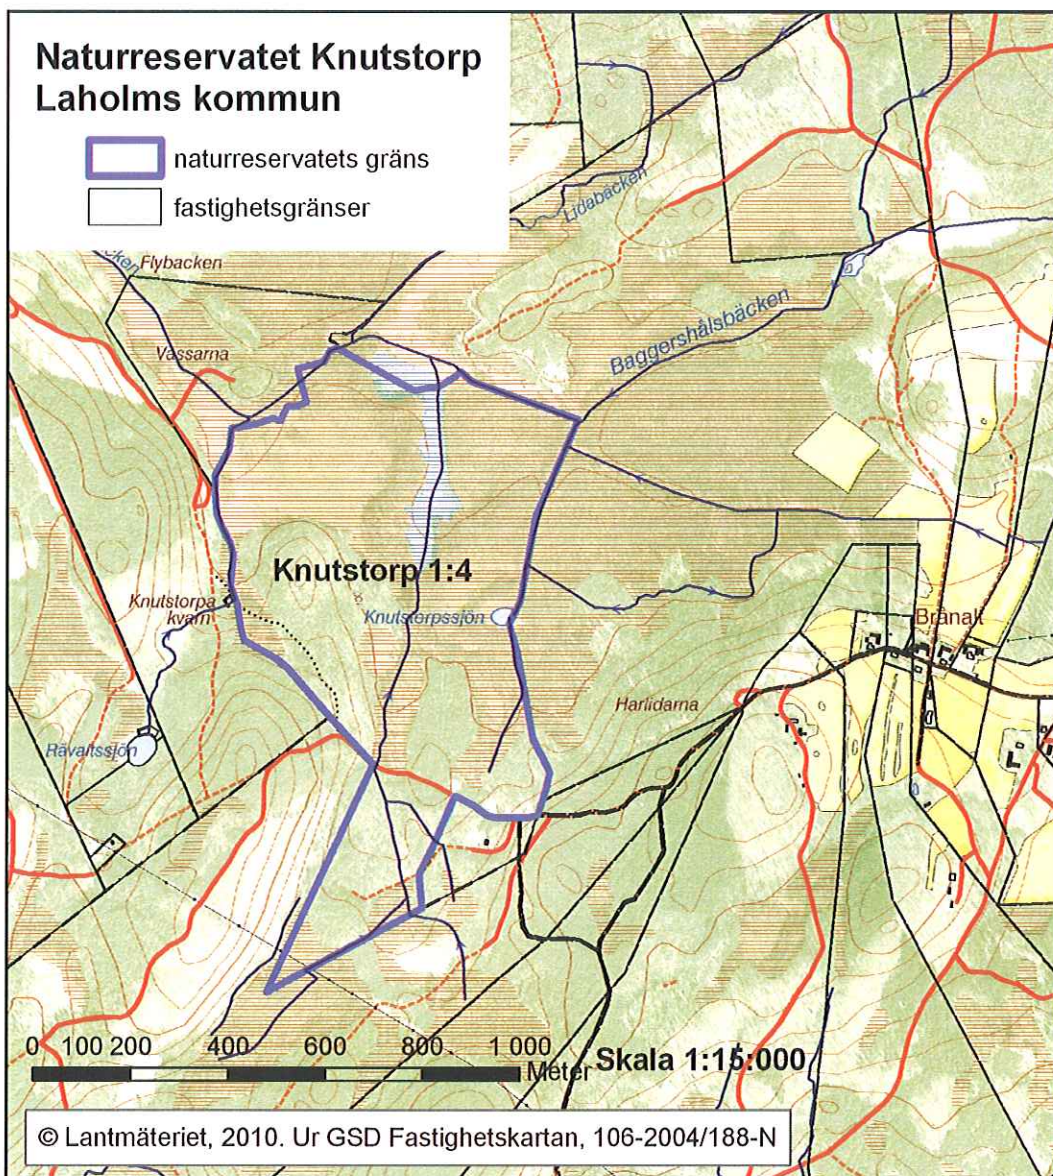 Naturreservatet Knutstorp
Laholms kommun
naturreservatets gräns
fastighetsgränser
Lidabäcken
Flybacken
Vassarna
Baggershålsbäcken
Knutstorp 1:4
Knutstorpa
kvarn
Knutstorpssjön
Brånalt
Harlidarna
Rävaltssjön
0 100 200 400 600 800 1 000
Meter
Skala 1:15:000
© Lantmäteriet, 2010. Ur GSD Fastighetskartan, 106-2004/188-N